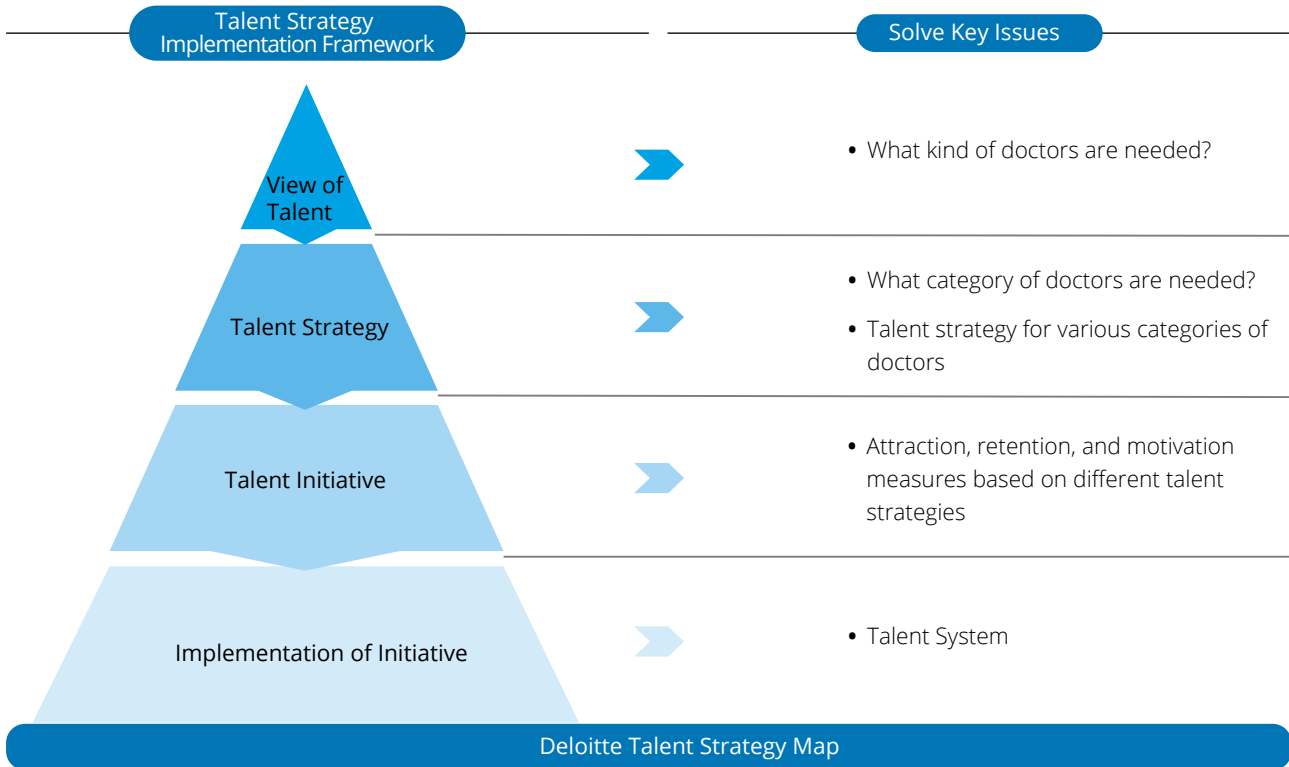 Talent Strategy
Implementation Framework
Solve Key Issues
View of
Talent
• What kind of doctors are needed?
Talent Strategy
• What category of doctors are needed?
• Talent strategy for various categories of
doctors
Talent Initiative
• Attraction, retention, and motivation
measures based on different talent
strategies
Implementation of Initiative
• Talent System
Deloitte Talent Strategy Map